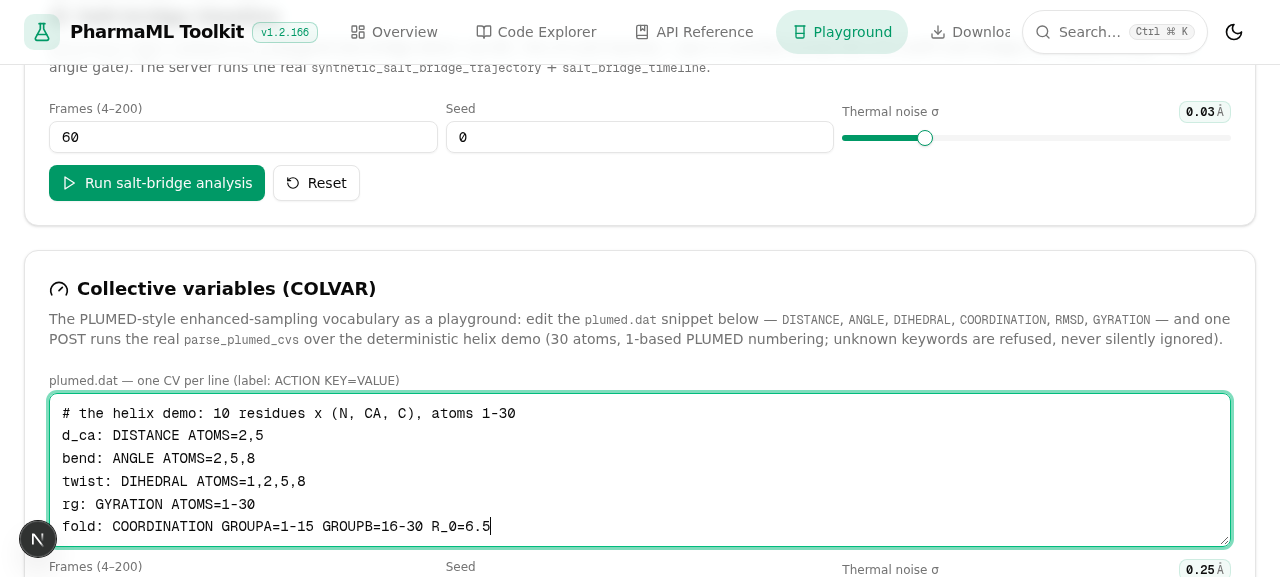 PharmaML Toolkit
v1.2.166
Overview
Code Explorer
API Reference
Playground
Downloa
Search...
Ctrl ⌘ K
angle gate). The server runs the real synthetic_salt_bridge_trajectory + salt_bridge_timeline.
Frames (4–200)
Seed
Thermal noise σ
0.03 Å
60
0
Run salt-bridge analysis
Reset
Collective variables (COLVAR)
The PLUMED-style enhanced-sampling vocabulary as a playground: edit the plumed.dat snippet below — DISTANCE, ANGLE, DIHEDRAL, COORDINATION, RMSD, GYRATION — and one
POST runs the real parse_plumed_cvs over the deterministic helix demo (30 atoms, 1-based PLUMED numbering; unknown keywords are refused, never silently ignored).
plumed.dat — one CV per line (label: ACTION KEY=VALUE)
# the helix demo: 10 residues x (N, CA, C), atoms 1-30
d_ca: DISTANCE ATOMS=2,5
bend: ANGLE ATOMS=2,5,8
twist: DIHEDRAL ATOMS=1,2,5,8
rg: GYRATION ATOMS=1-30
fold: COORDINATION GROUPA=1-15 GROUPB=16-30 R_0=6.5
N
Frames (4–200)
Seed
Thermal noise σ
0.25 Å